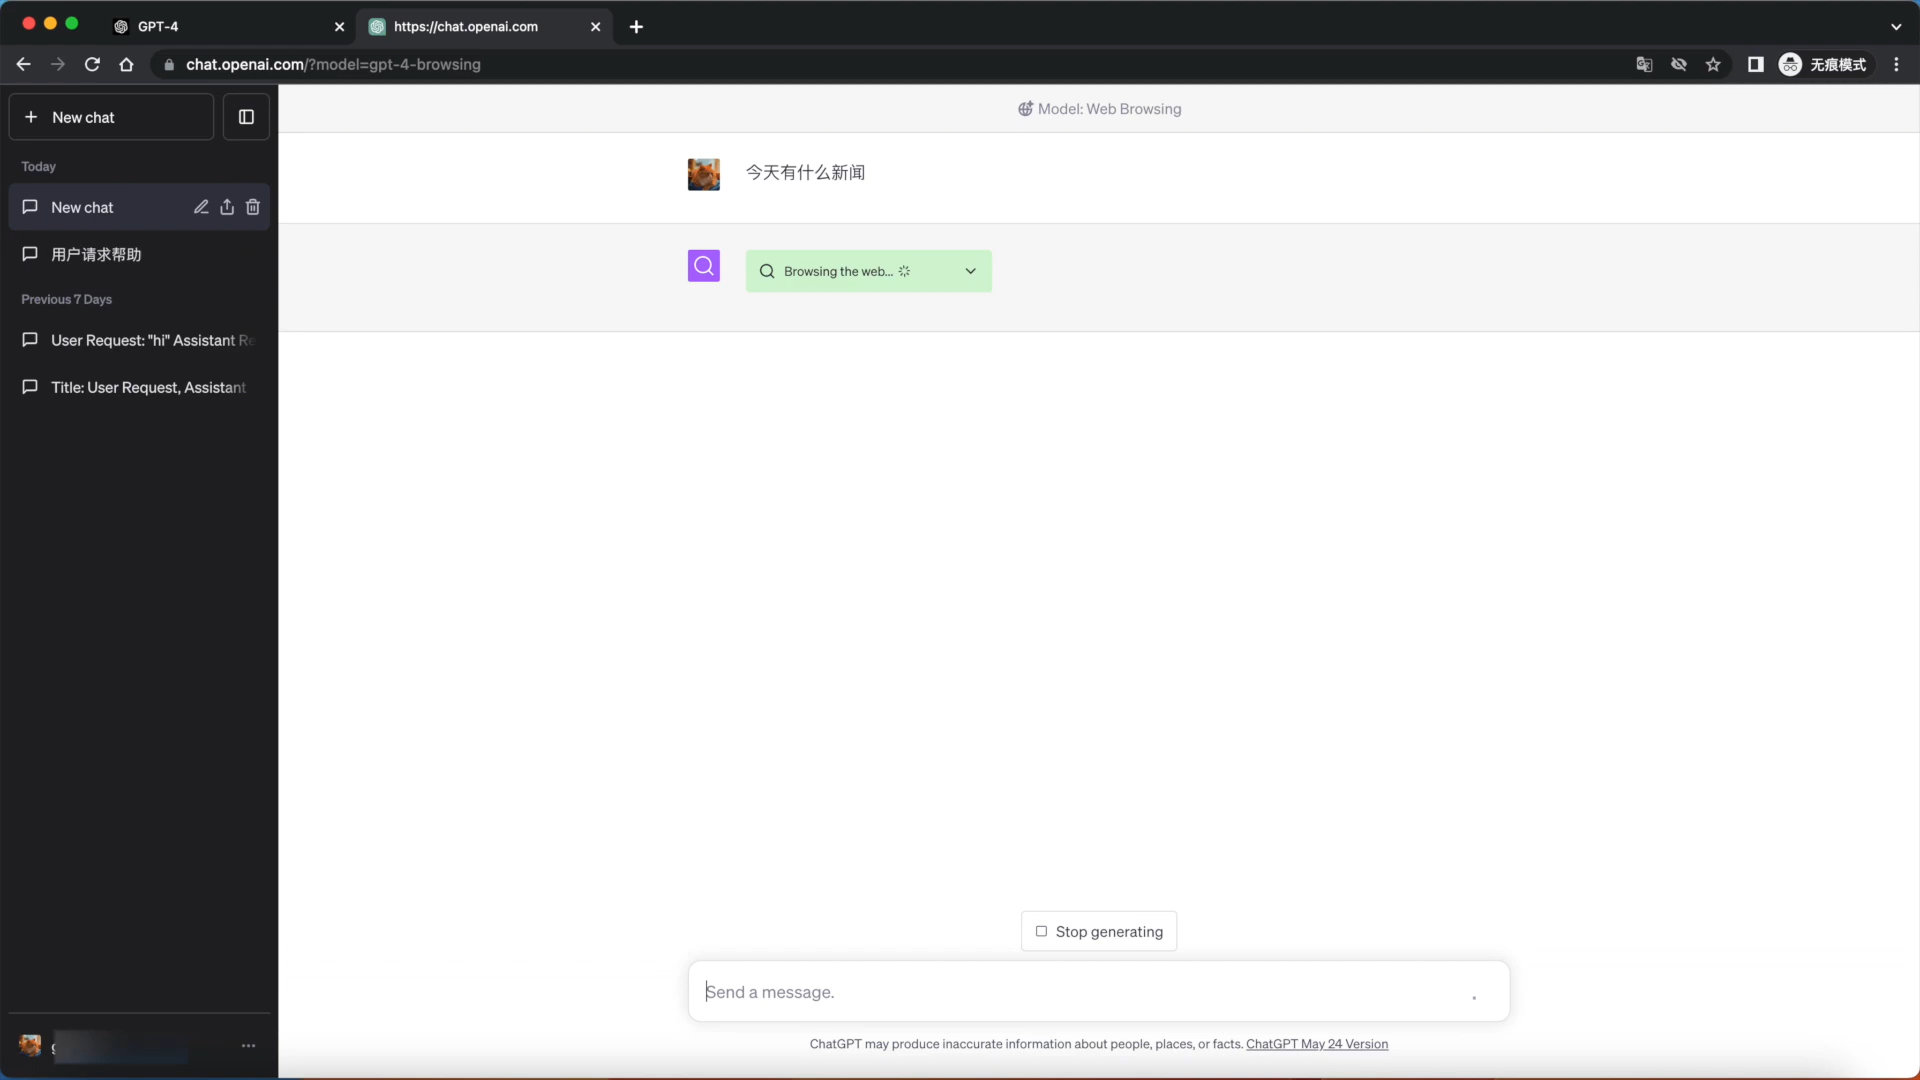 GPT-4
https://chat.openai.com
chat.openai.com/?model=gpt-4-browsing
无痕模式
New chat
Today
New chat
用户请求帮助
Previous 7 Days
User Request: "hi" Assistant Re
Title: User Request, Assistant
Model: Web Browsing
今天有什么新闻
Browsing the web...
Stop generating
Send a message.
ChatGPT may produce inaccurate information about people, places, or facts. ChatGPT May 24 Version